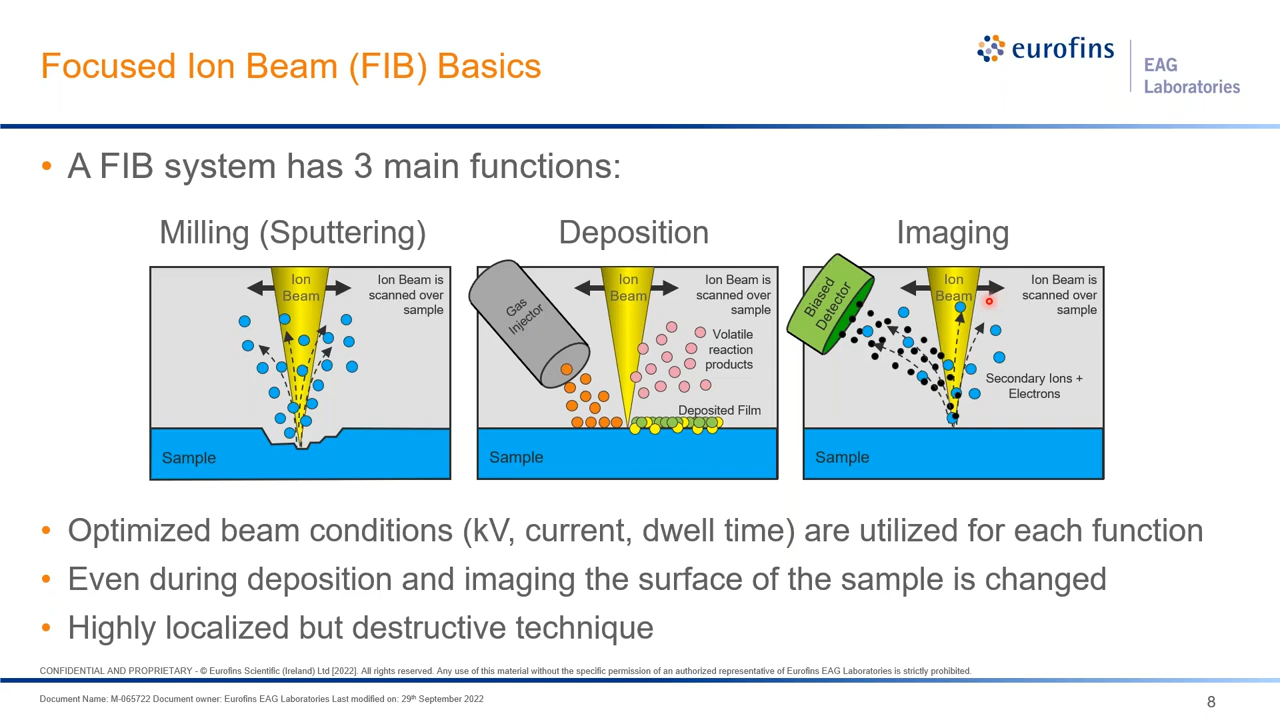 Focused Ion Beam (FIB) Basics
eurofins
EAG
Laboratories
• A FIB system has 3 main functions:
Milling (Sputtering)
Deposition
Imaging
Ion
Beam
Ion Beam is
scanned over
sample
Sample
Gas
Injector
Ion
Beam
Ion Beam is
scanned over
sample
Volatile
reaction
products
Deposited Film
Sample
Biased
Detector
Ion
Beam
Ion Beam is
scanned over
sample
Secondary Ions +
Electrons
Sample
• Optimized beam conditions (kV, current, dwell time) are utilized for each function
• Even during deposition and imaging the surface of the sample is changed
• Highly localized but destructive technique
CONFIDENTIAL AND PROPRIETARY - © Eurofins Scientific (Ireland) Ltd [2022]. All rights reserved. Any use of this material without the specific permission of an authorized representative of Eurofins EAG Laboratories is strictly prohibited.
Document Name: M-065722 Document owner: Eurofins EAG Laboratories Last modified on: 29th September 2022
8